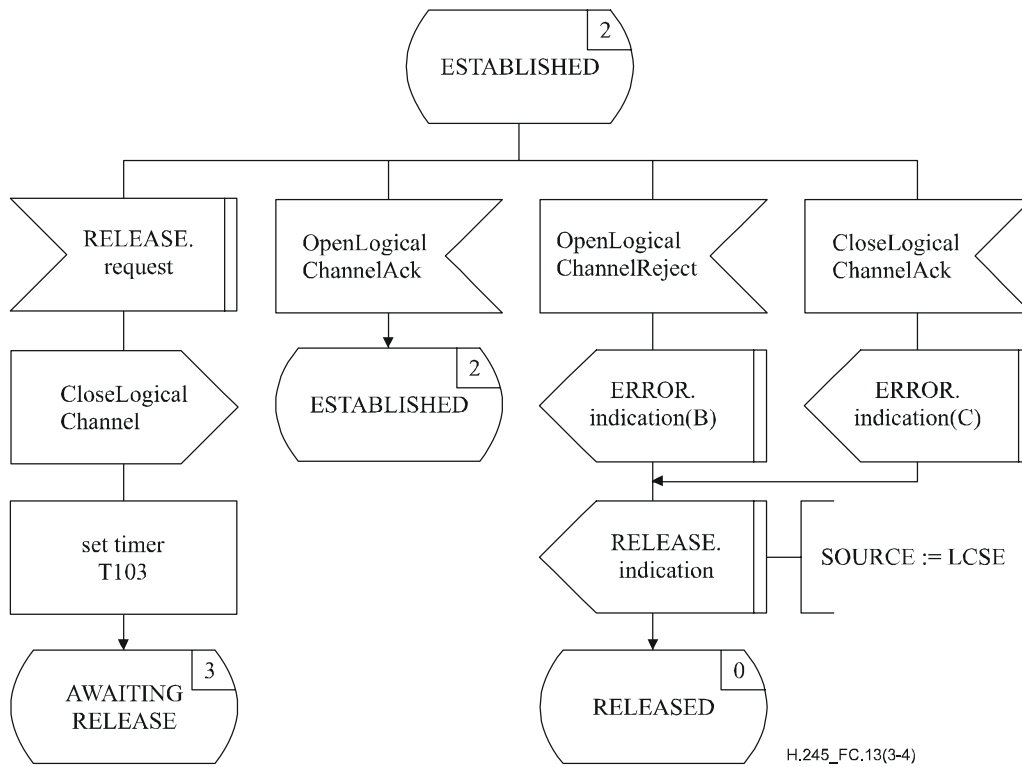 2
ESTABLISHED
RELEASE.
request
OpenLogical
ChannelAck
OpenLogical
ChannelReject
CloseLogical
ChannelAck
CloseLogical
Channel
2
ESTABLISHED
ERROR.
indication(B)
ERROR.
indication(C)
set timer
T103
RELEASE.
indication
SOURCE := LCSE
3
AWAITING
RELEASE
0
RELEASED
H.245_FC.13(3-4)